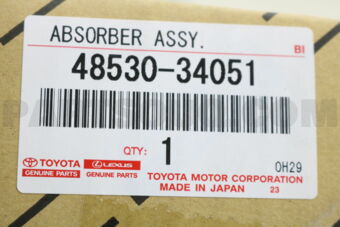 ABSORBER ASSY.
BI
48530-34051
QTY: 1
0H29
TOYOTA
GENUINE PARTS
LEXUS
GENUINE PARTS
TOYOTA MOTOR CORPORATION
MADE IN JAPAN 23